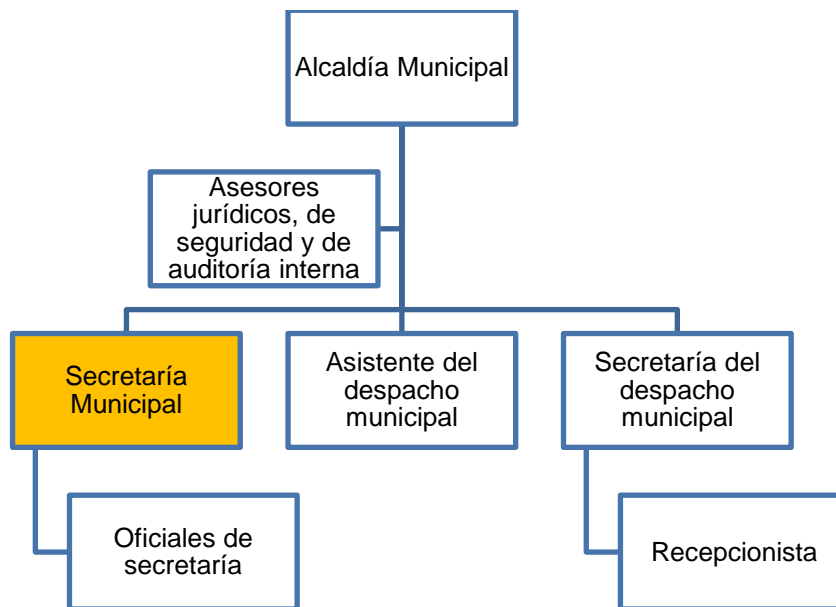 Alcaldía Municipal
Asesores
jurídicos, de
seguridad y de
auditoría interna
Secretaría
Municipal
Asistente del
despacho
municipal
Secretaría del
despacho
municipal
Oficiales de
secretaría
Recepcionista